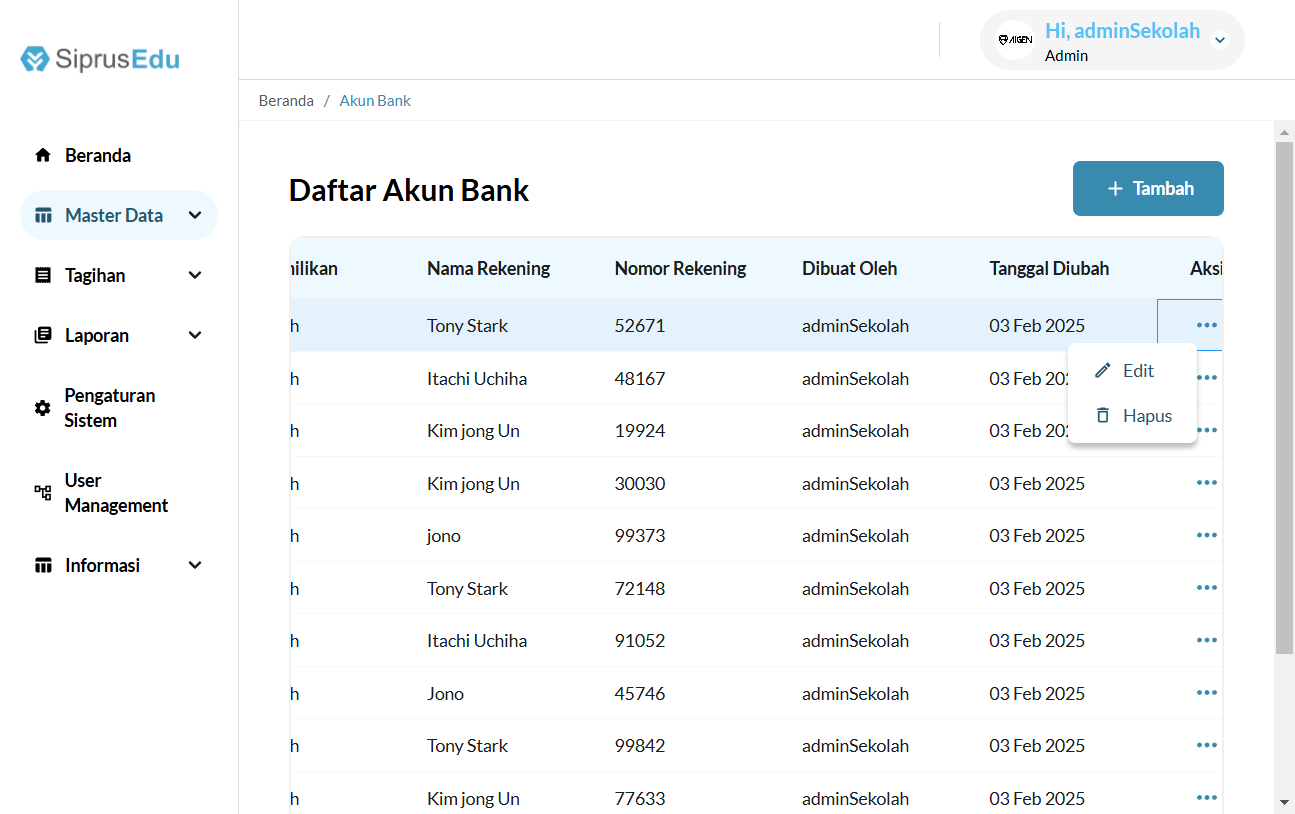 SiprusEdu
AIGEN
Hi, adminSekolah
Admin
Beranda / Akun Bank
Beranda
Master Data
Tagihan
Laporan
Pengaturan
Sistem
User
Management
Informasi
Daftar Akun Bank
+ Tambah
nilikan Nama Rekening Nomor Rekening Dibuat Oleh Tanggal Diubah Aksi
h Tony Stark 52671 adminSekolah 03 Feb 2025
h Itachi Uchiha 48167 adminSekolah 03 Feb 202
h Kim jong Un 19924 adminSekolah 03 Feb 202
h Kim jong Un 30030 adminSekolah 03 Feb 2025
h jono 99373 adminSekolah 03 Feb 2025
h Tony Stark 72148 adminSekolah 03 Feb 2025
h Itachi Uchiha 91052 adminSekolah 03 Feb 2025
h Jono 45746 adminSekolah 03 Feb 2025
h Tony Stark 99842 adminSekolah 03 Feb 2025
h Kim jong Un 77633 adminSekolah 03 Feb 2025
Edit
Hapus